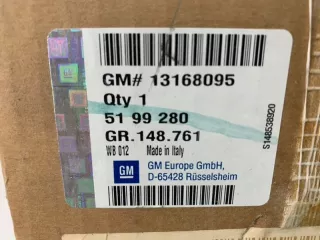 GM# 13168095
Qty 1
51 99 280
GR.148.761
WB 012 Made in Italy
GM
GM Europe GmbH,
D-65428 Rüsselsheim
S148538920